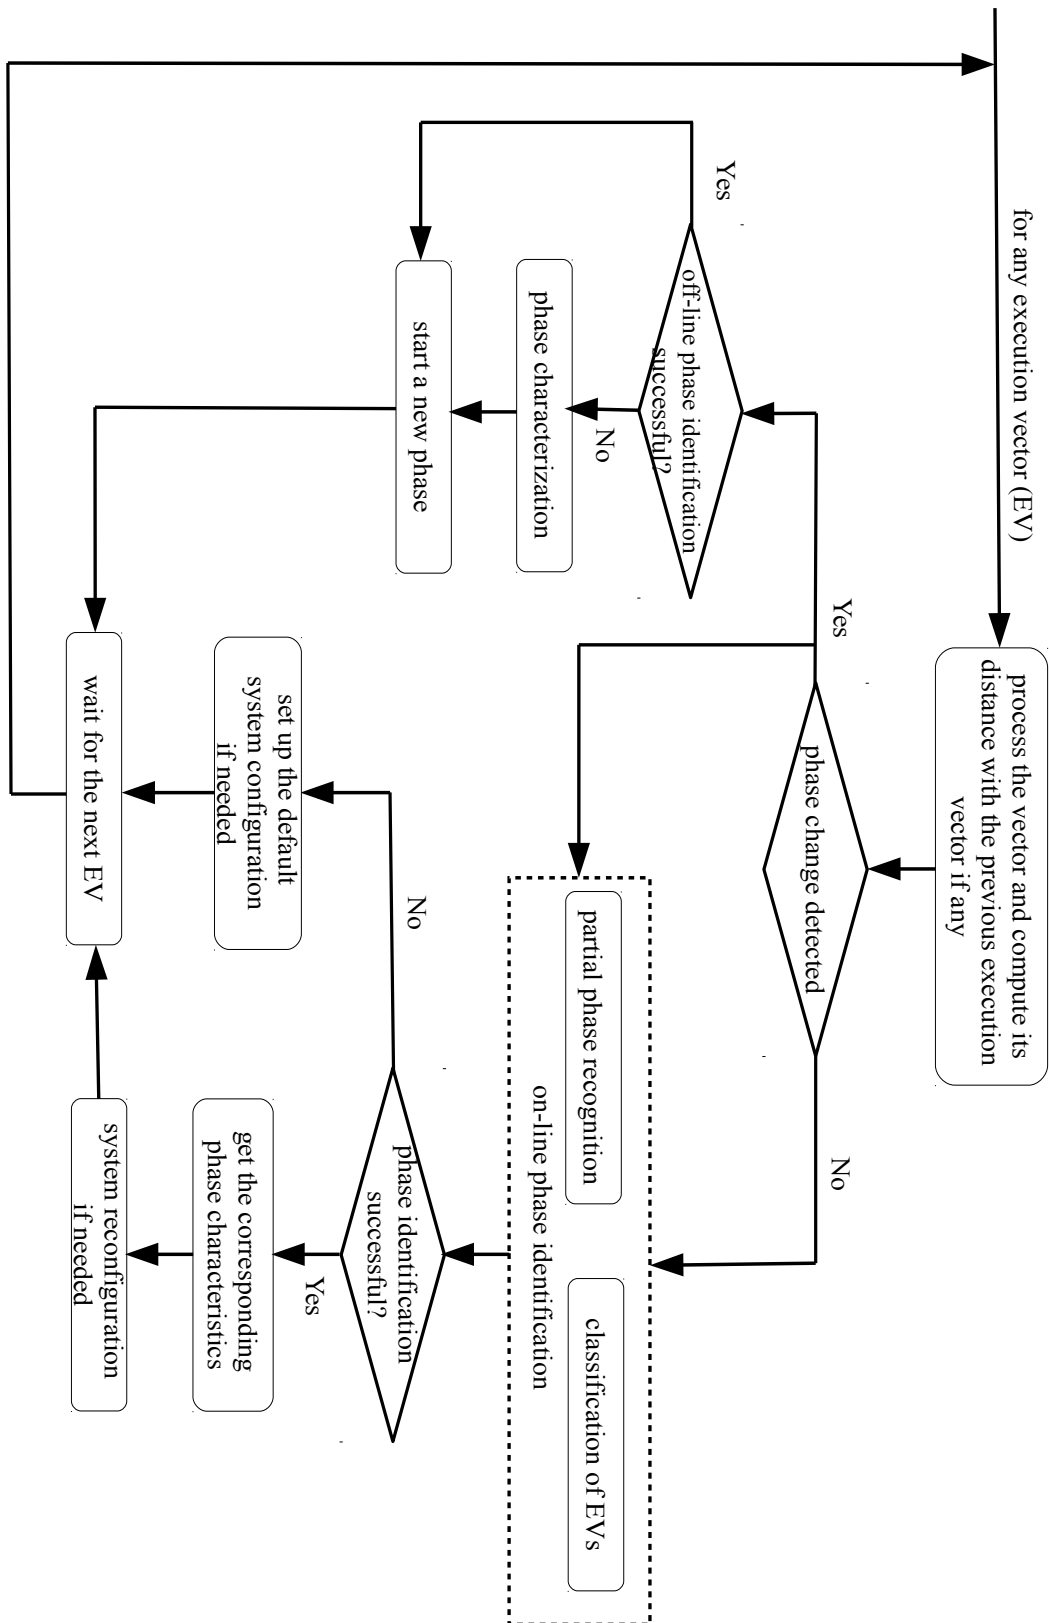 for any execution vector (EV)
process the vector and compute its
distance with the previous execution
vector if any
phase change detected
Yes
No
off-line phase identification
successful?
Yes
No
phase characterization
start a new phase
partial phase recognition
classification of EVs
on-line phase identification
phase identification
successful?
No
Yes
set up the default
system configuration
if needed
get the corresponding
phase characteristics
system reconfiguration
if needed
wait for the next EV